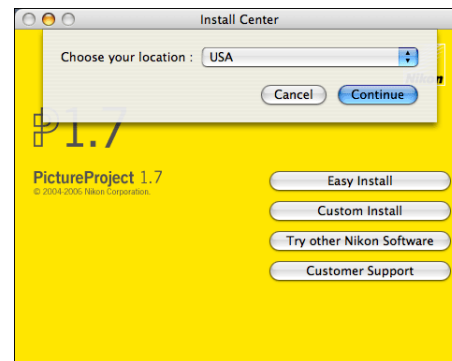 Install Center
Choose your location : USA
Cancel Continue
Nikon
P1.7
PictureProject 1.7
© 2004-2006 Nikon Corporation.
Easy Install
Custom Install
Try other Nikon Software
Customer Support